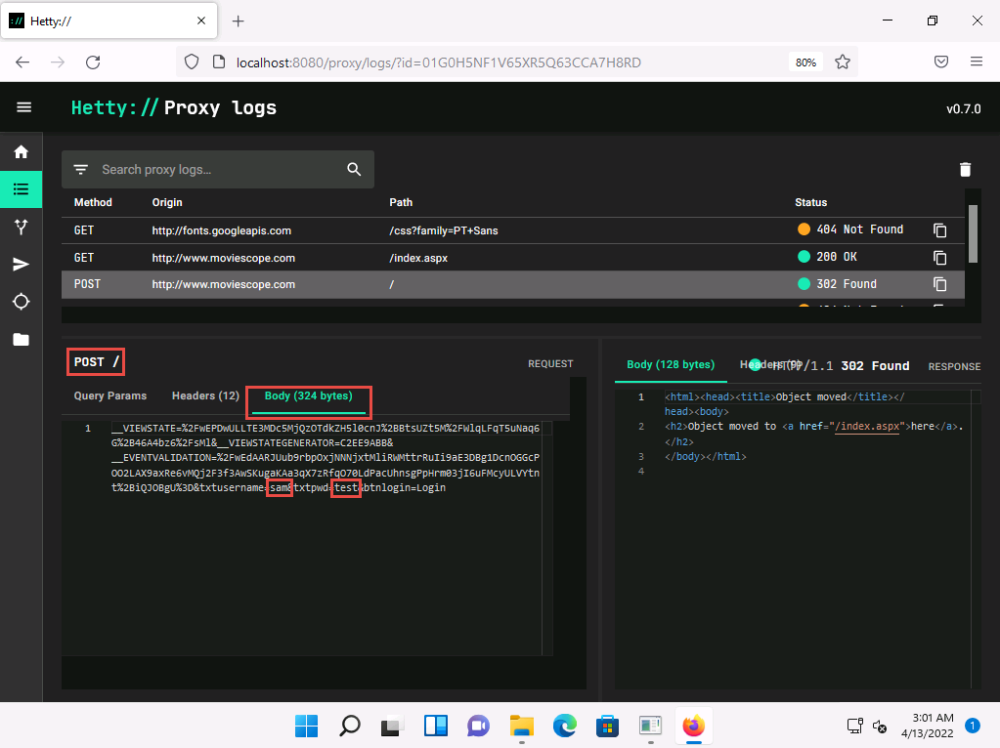 Hetty://
localhost:8080/proxy/logs/?id=01G0H5NF1V65XR5Q63CCA7H8RD
80%
Hetty:// Proxy logs
v0.7.0
Search proxy logs...
Method Origin Path Status
GET http://fonts.googleapis.com /css?family=PT+Sans 404 Not Found
GET http://www.moviescope.com /index.aspx 200 OK
POST http://www.moviescope.com / 302 Found
POST /
REQUEST
Query Params Headers (12) Body (324 bytes)
1 __VIEWSTATE=%2FwEPDwULLTE3MDc5MjQzOTdkZH5l0cnJ%2BBtsUZt5M%2FWlqLFqT5uNaq6
G%2B46A4bz6%2FsMl&__VIEWSTATEGENERATOR=C2EE9ABB&
__EVENTVALIDATION=%2FwEdAARJUub9rbpOxjNNNjxtMliRWMttrRuIi9aE3DBg1DcnOGGcP
OO2LAX9axRe6vMQj2F3f3AwSKugaKAa3qX7zRfqO70LdPacUhnsgPpHrm03jI6uFMcyULVYtn
t%2BiQJOBgU%3D&txtusername=sam&txtpwd=test&btnlogin=Login
Body (128 bytes) Headers (9) HTTP/1.1 302 Found RESPONSE
1 <html><head><title>Object moved</title></
head><body>
2 <h2>Object moved to <a href="/index.aspx">here</a>.
</h2>
3 </body></html>
4
3:01 AM
4/13/2022
1